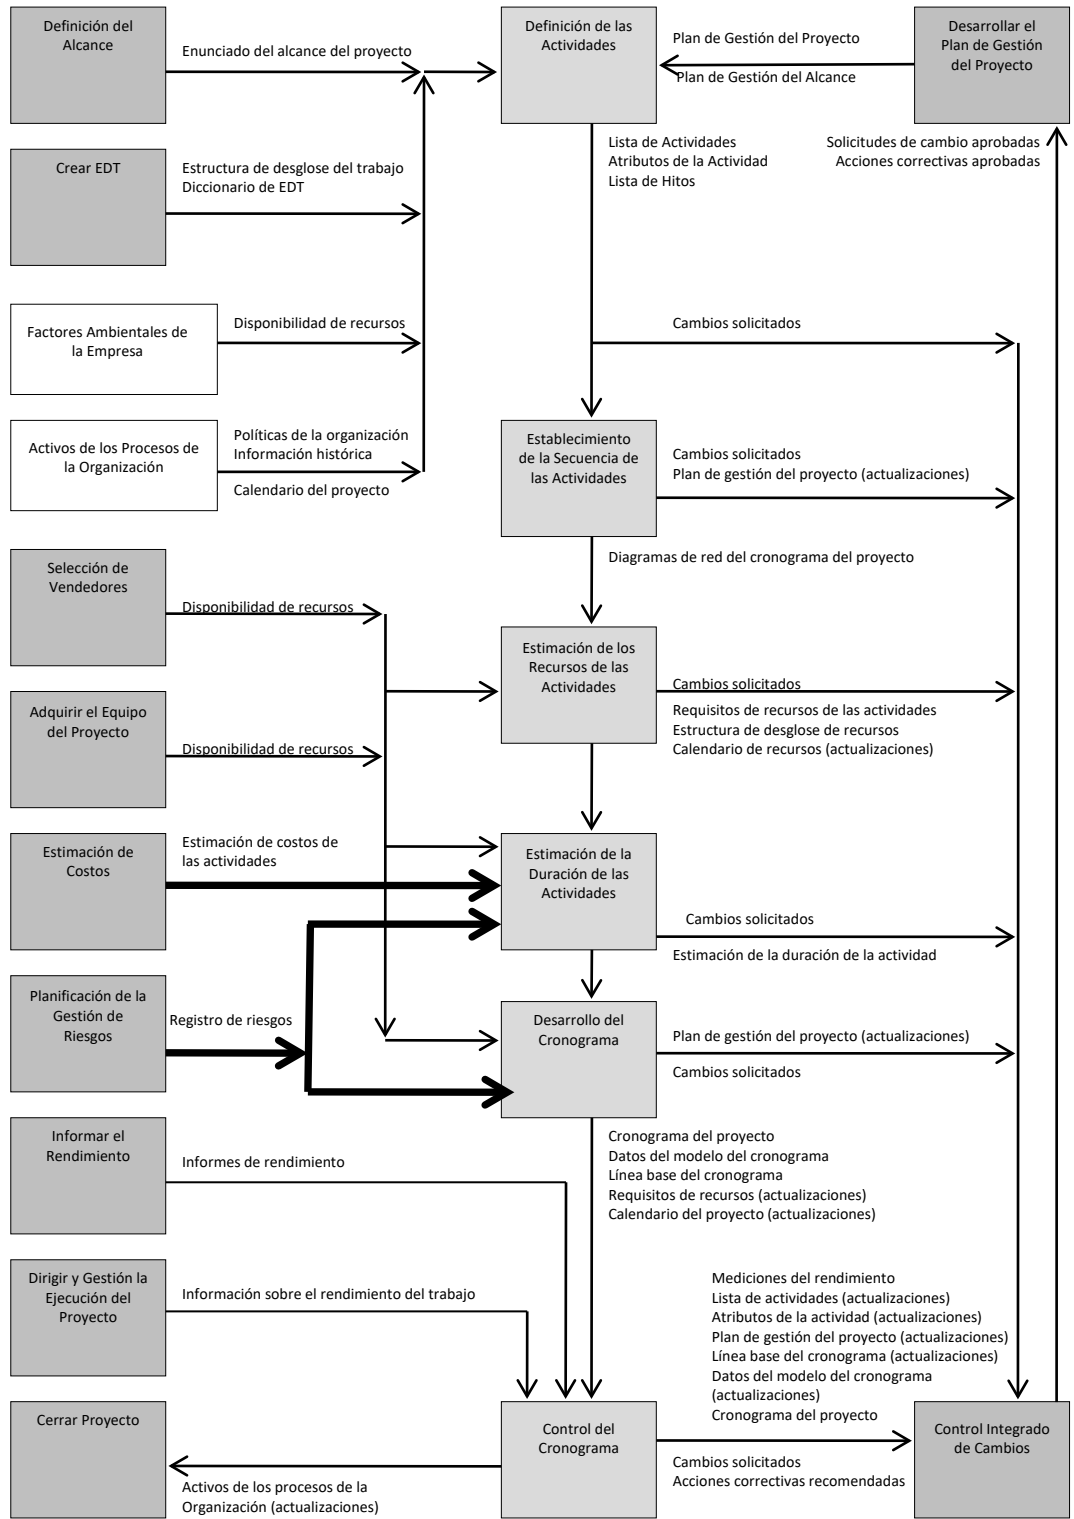 Definición del
Alcance
Enunciado del alcance del proyecto
Definición de las
Actividades
Plan de Gestión del Proyecto
Plan de Gestión del Alcance
Desarrollar el
Plan de Gestión
del Proyecto
Lista de Actividades
Atributos de la Actividad
Lista de Hitos
Solicitudes de cambio aprobadas
Acciones correctivas aprobadas
Crear EDT
Estructura de desglose del trabajo
Diccionario de EDT
Factores Ambientales de
la Empresa
Disponibilidad de recursos
Cambios solicitados
Activos de los Procesos de
la Organización
Políticas de la organización
Información histórica
Calendario del proyecto
Establecimiento
de la Secuencia de
las Actividades
Cambios solicitados
Plan de gestión del proyecto (actualizaciones)
Diagramas de red del cronograma del proyecto
Selección de
Vendedores
Disponibilidad de recursos
Estimación de los
Recursos de las
Actividades
Cambios solicitados
Requisitos de recursos de las actividades
Estructura de desglose de recursos
Calendario de recursos (actualizaciones)
Adquirir el Equipo
del Proyecto
Disponibilidad de recursos
Estimación de
Costos
Estimación de costos de
las actividades
Estimación de la
Duración de las
Actividades
Cambios solicitados
Estimación de la duración de la actividad
Planificación de la
Gestión de
Riesgos
Registro de riesgos
Desarrollo del
Cronograma
Plan de gestión del proyecto (actualizaciones)
Cambios solicitados
Cronograma del proyecto
Datos del modelo del cronograma
Línea base del cronograma
Requisitos de recursos (actualizaciones)
Calendario del proyecto (actualizaciones)
Informar el
Rendimiento
Informes de rendimiento
Dirigir y Gestión la
Ejecución del
Proyecto
Información sobre el rendimiento del trabajo
Mediciones del rendimiento
Lista de actividades (actualizaciones)
Atributos de la actividad (actualizaciones)
Plan de gestión del proyecto (actualizaciones)
Línea base del cronograma (actualizaciones)
Datos del modelo del cronograma
(actualizaciones)
Cronograma del proyecto
Cerrar Proyecto
Activos de los procesos de la
Organización (actualizaciones)
Control del
Cronograma
Cambios solicitados
Acciones correctivas recomendadas
Control Integrado
de Cambios